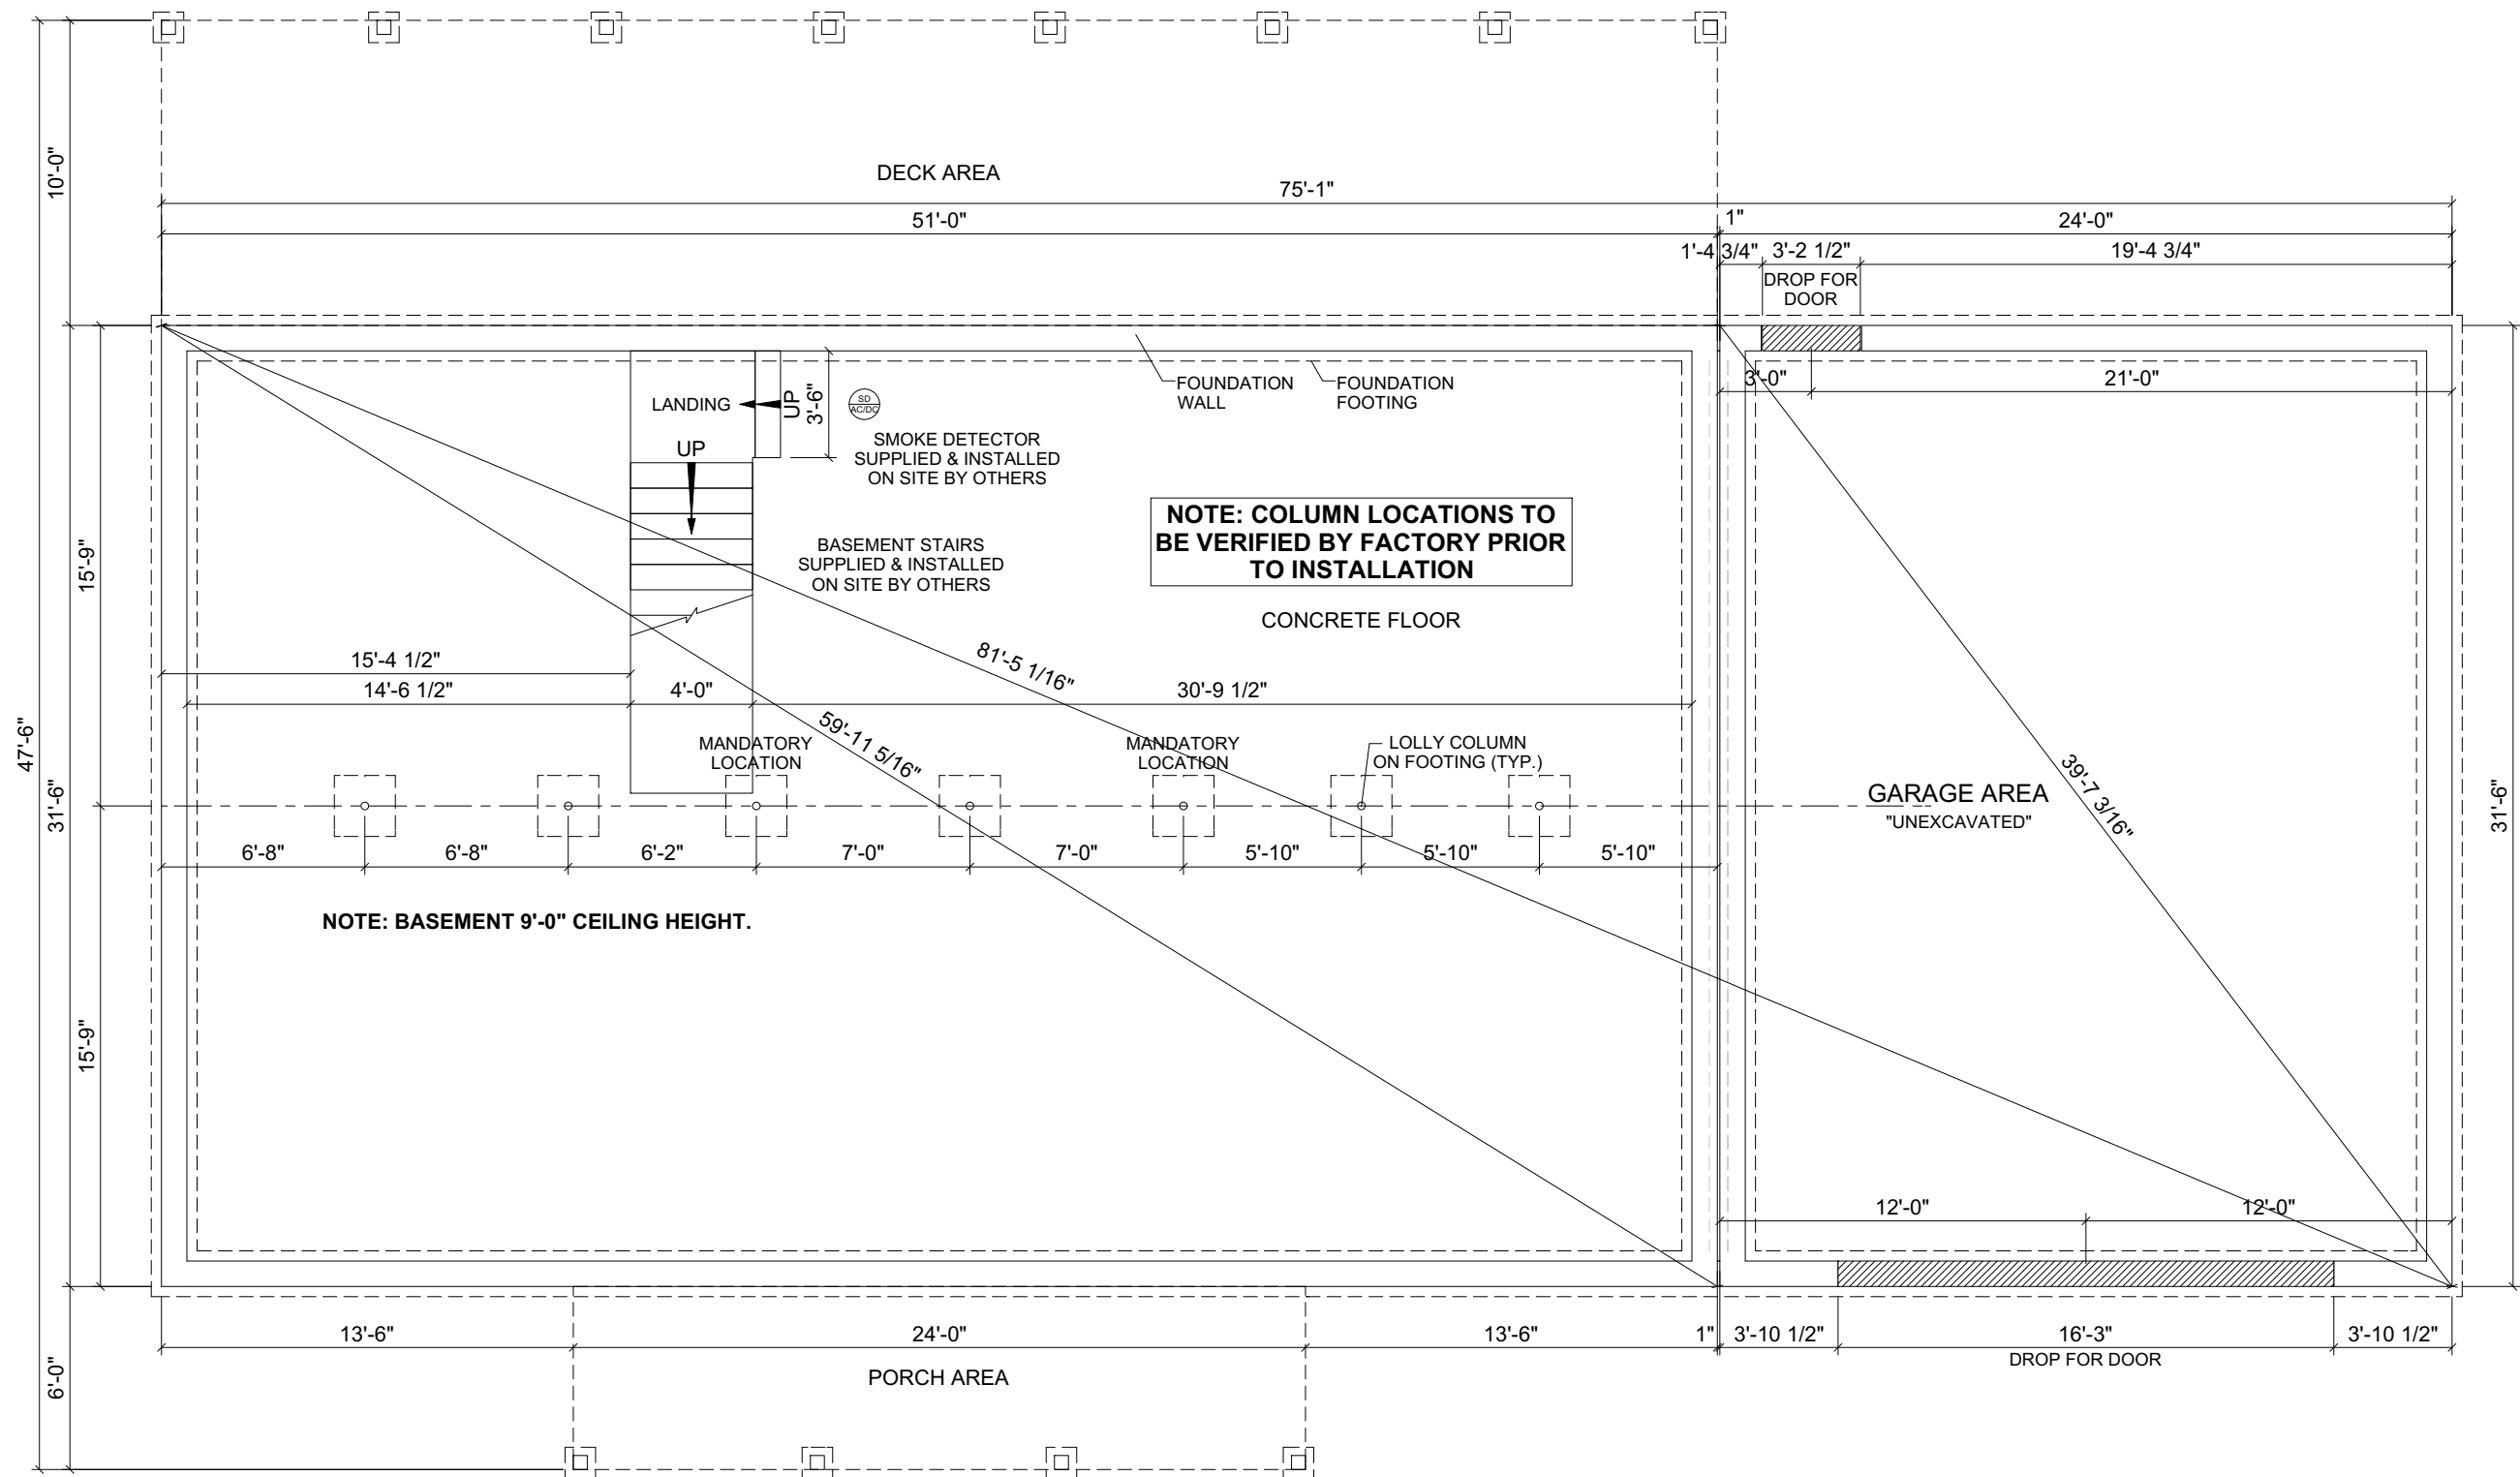 10'-0"
DECK AREA
75'-1"
51'-0"
1"
24'-0"
1'-4 3/4"
3'-2 1/2"
19'-4 3/4"
DROP FOR
DOOR
LANDING
UP
3'-6"
SD
AC/DC
FOUNDATION
WALL
FOUNDATION
FOOTING
3'-0"
21'-0"
UP
SMOKE DETECTOR
SUPPLIED & INSTALLED
ON SITE BY OTHERS
NOTE: COLUMN LOCATIONS TO
BE VERIFIED BY FACTORY PRIOR
TO INSTALLATION
15'-9"
BASEMENT STAIRS
SUPPLIED & INSTALLED
ON SITE BY OTHERS
CONCRETE FLOOR
15'-4 1/2"
81'-5 1/16"
14'-6 1/2"
4'-0"
30'-9 1/2"
47'-6"
31'-6"
59'-11 5/16"
MANDATORY
LOCATION
MANDATORY
LOCATION
LOLLY COLUMN
ON FOOTING (TYP.)
39'-7 3/16"
GARAGE AREA
"UNEXCAVATED"
31'-6"
6'-8"
6'-8"
6'-2"
7'-0"
7'-0"
5'-10"
5'-10"
5'-10"
NOTE: BASEMENT 9'-0" CEILING HEIGHT.
15'-9"
12'-0"
12'-0"
13'-6"
24'-0"
13'-6"
1"
3'-10 1/2"
16'-3"
3'-10 1/2"
DROP FOR DOOR
6'-0"
PORCH AREA